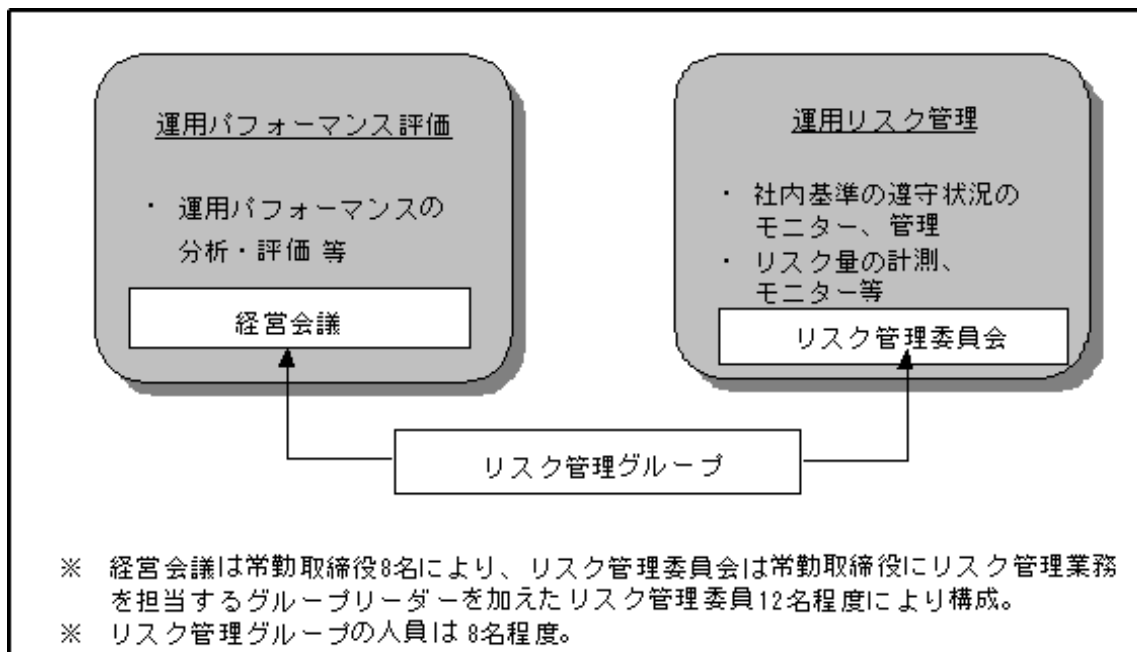 運用パフォーマンス評価
・ 運用パフォーマンスの
分析・評価 等
経営会議
運用リスク管理
・ 社内基準の遵守状況の
モニター、管理
・ リスク量の計測、
モニター等
リスク管理委員会
リスク管理グループ
※ 経営会議は常勤取締役8名により、リスク管理委員会は常勤取締役にリスク管理業務
を担当するグループリーダーを加えたリスク管理委員12名程度により構成。
※ リスク管理グループの人員は8名程度。